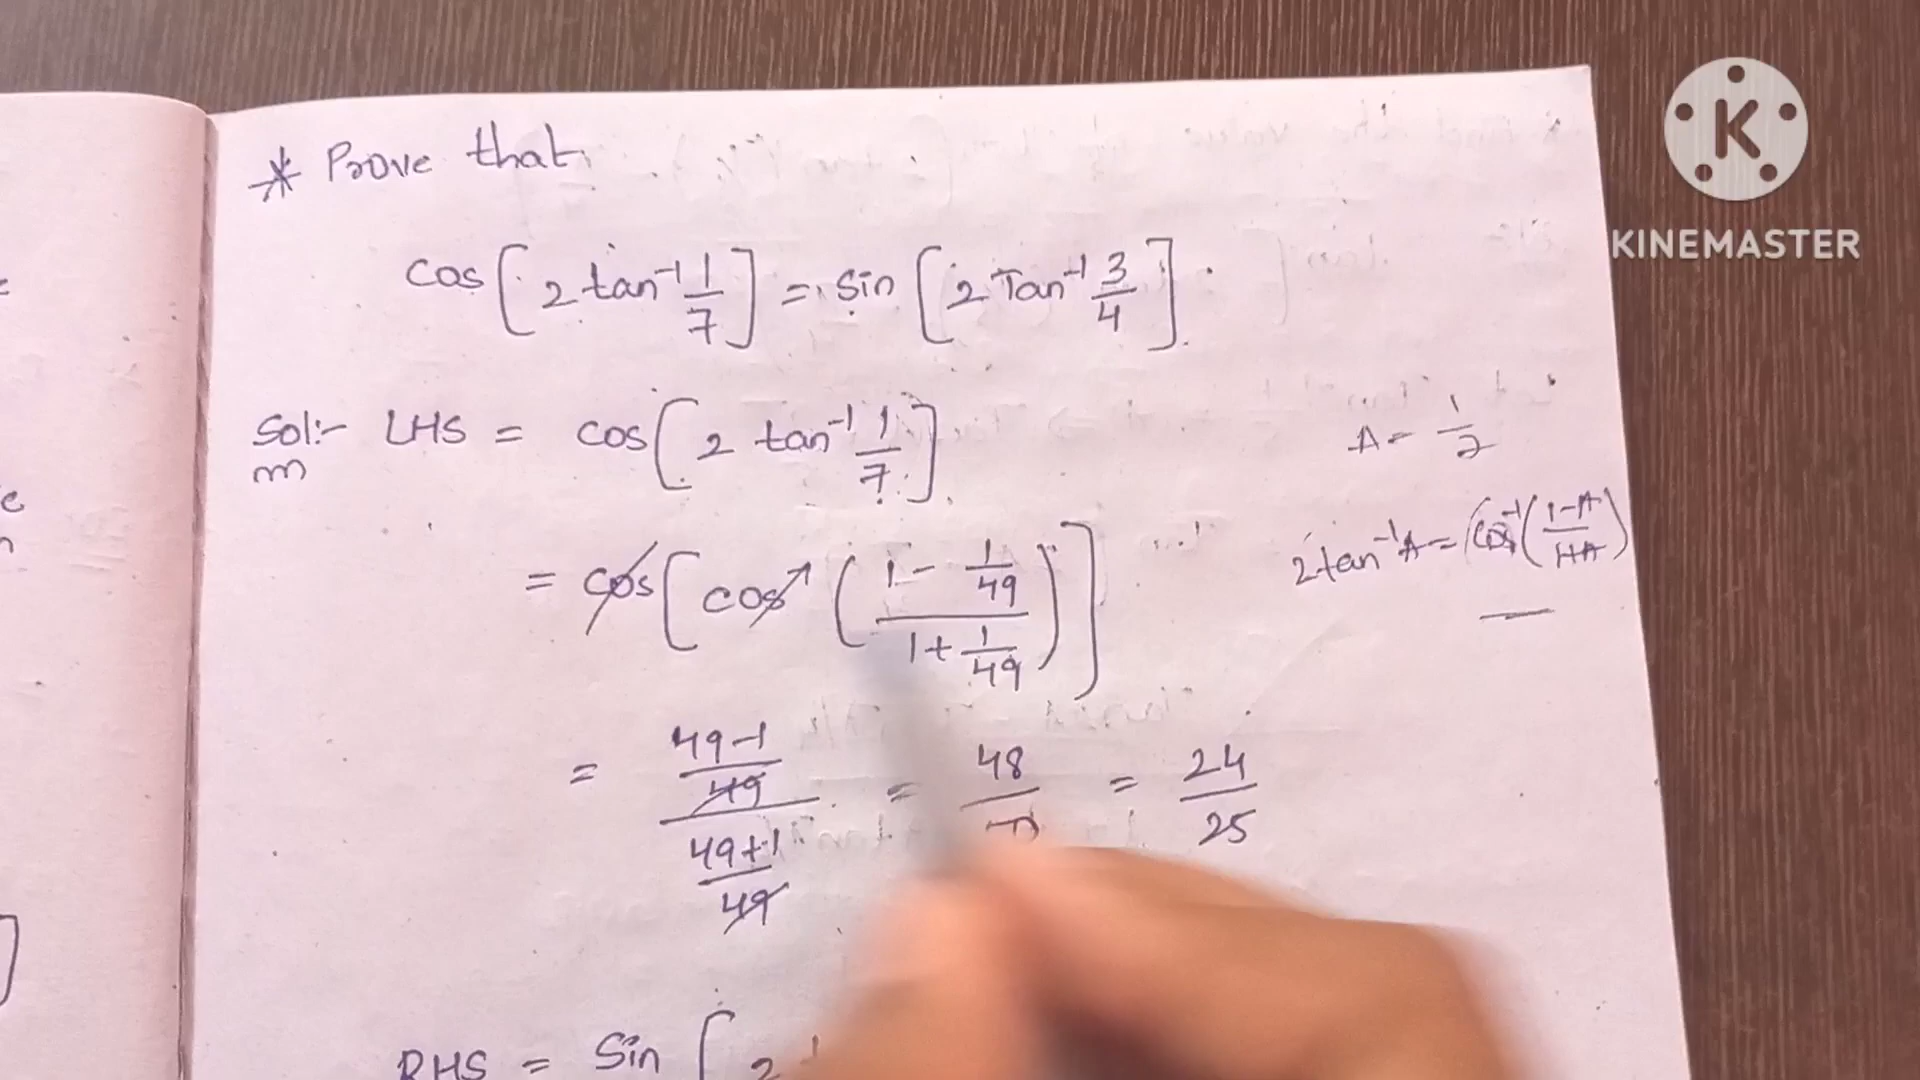 * Prove that
cos[2 tan⁻¹ 1/7] = sin[2 Tan⁻¹ 3/4].
Sol:- LHS = cos[2 tan⁻¹ 1/7]
A = 1/7
= cos[cos⁻¹((1 - 1/49)/(1 + 1/49))]
2tan⁻¹A = cos⁻¹((1-A)/(1+A))
= ((49-1)/49)/((49+1)/49) = 48/ = 24/25
RHS = Sin[2
K
KINEMASTER